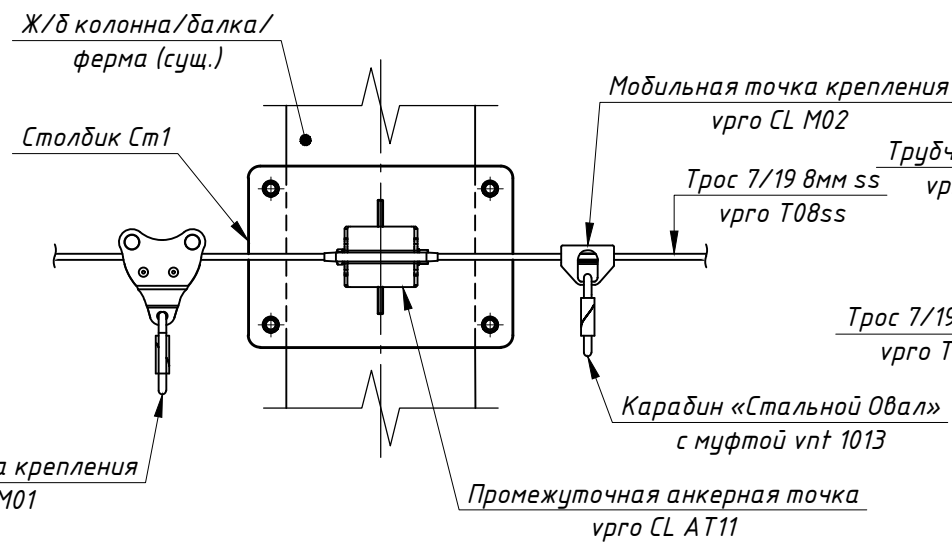 Ж/б колонна/балка/
ферма (сущ.)
Столбик Ст1
Мобильная точка крепления
vpro CL M02
Трос 7/19 8мм ss
vpro T08ss
Карабин «Стальной Овал»
с муфтой vnt 1013
крепления
M01
Промежуточная анкерная точка
vpro CL AT11
Трос 7/19
vpro